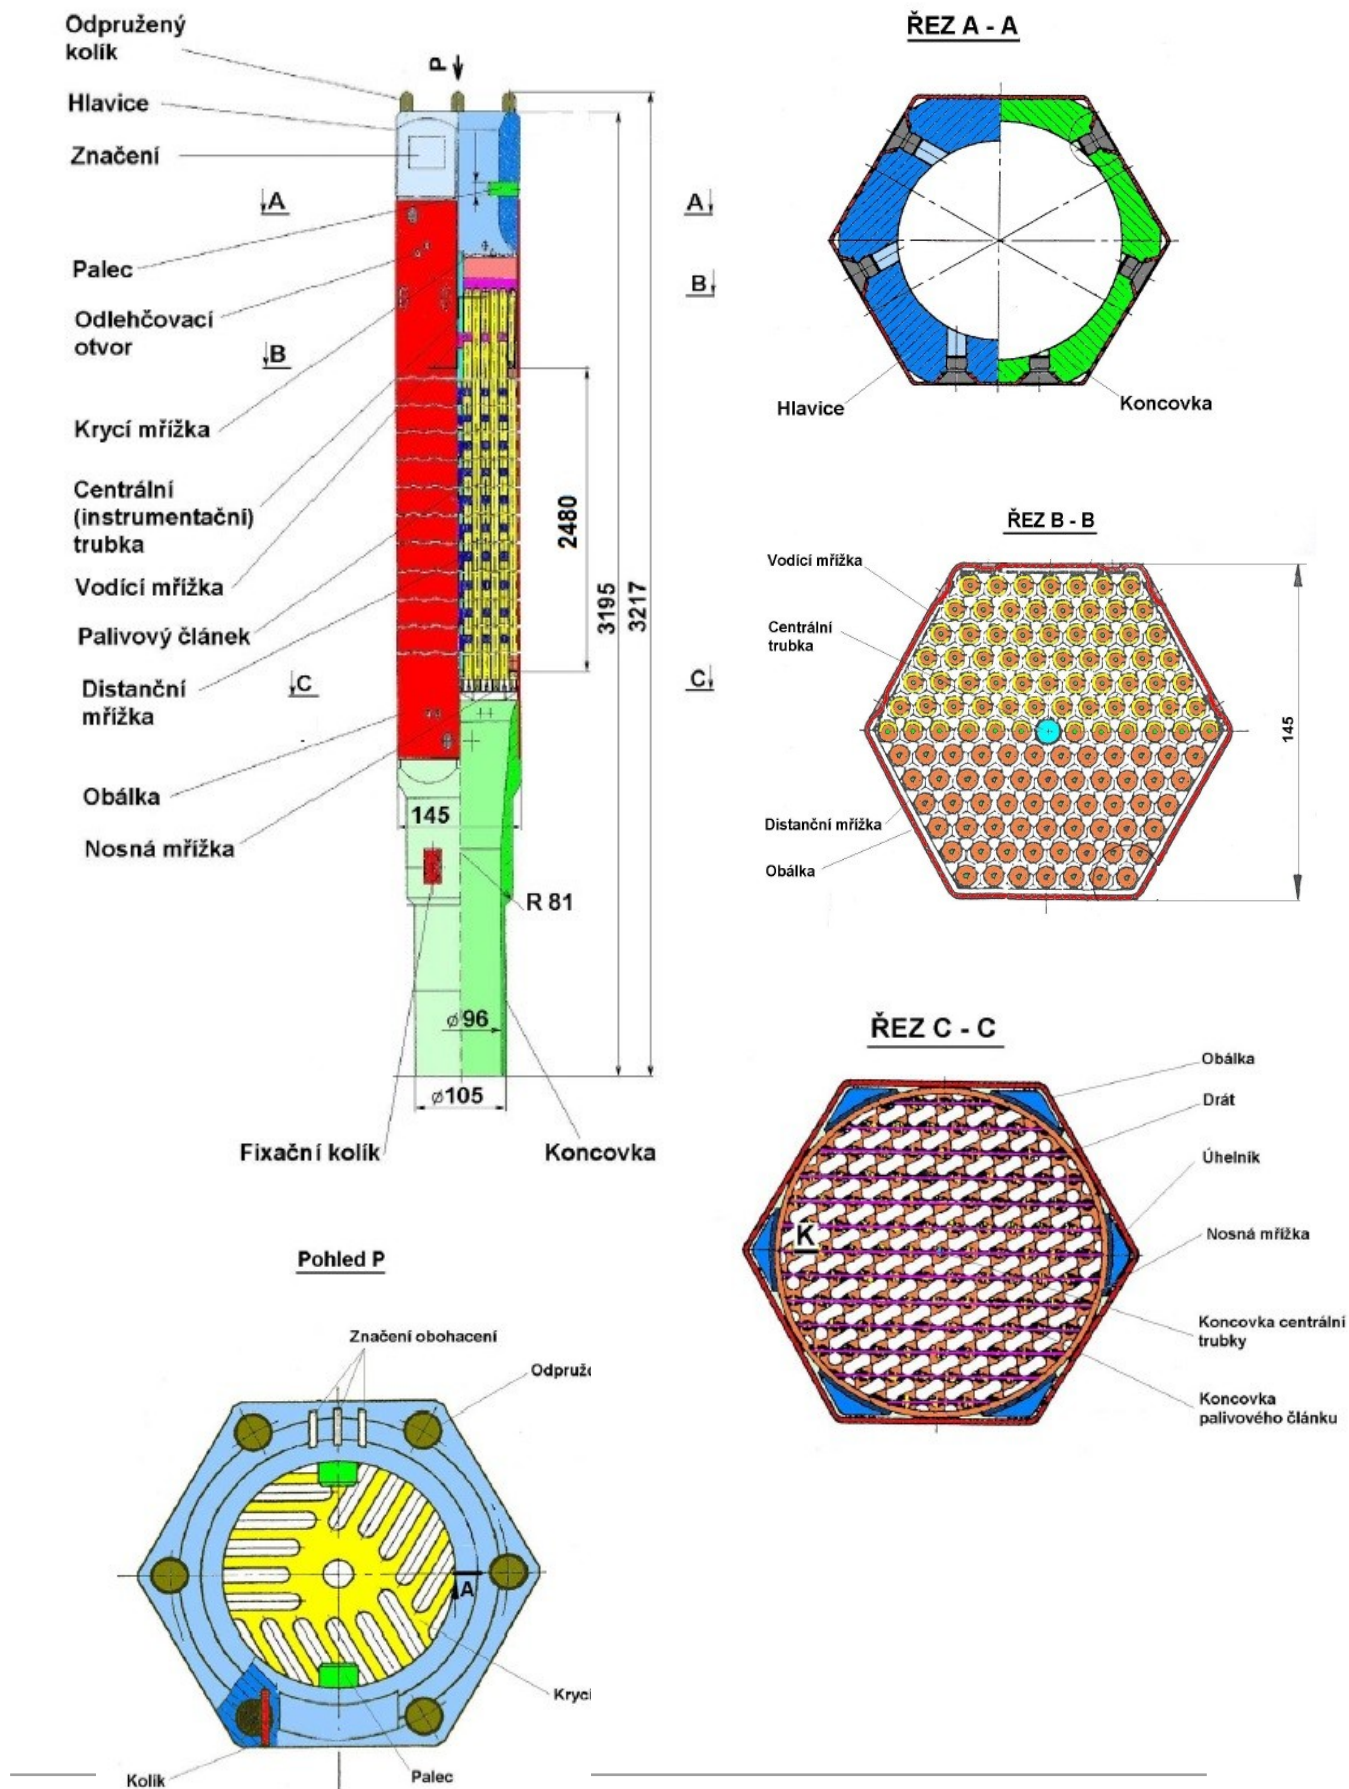 Odpružený
kolík
Hlavice
Značení
Palec
Odlehčovací
otvor
Krycí mřížka
Centrální
(instrumentační)
trubka
Vodící mřížka
Palivový článek
Distanční
mřížka
Obálka
Nosná mřížka
P
A
A
B
B
C
C
2480
3195
3217
145
R 81
ø96
ø105
Fixační kolík
Koncovka
ŘEZ A - A
Hlavice
Koncovka
ŘEZ B - B
Vodící mřížka
Centrální
trubka
Distanční mřížka
Obálka
145
ŘEZ C - C
Obálka
Drát
Úhelník
Nosná mřížka
K
Koncovka centrální
trubky
Koncovka
palivového článku
Pohled P
Značení obohacení
Odpruž
A
Kryc
Kolík
Palec